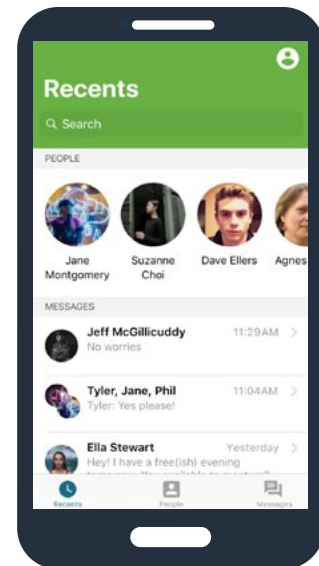 Recents
Search
PEOPLE
Jane Montgomery
Suzanne Choi
Dave Ellers
Agnes
MESSAGES
Jeff McGillicuddy 11:29AM
No worries
Tyler, Jane, Phil 11:04AM
Tyler: Yes please!
Ella Stewart Yesterday
Hey! I have a free(ish) evening
Recents People Messages